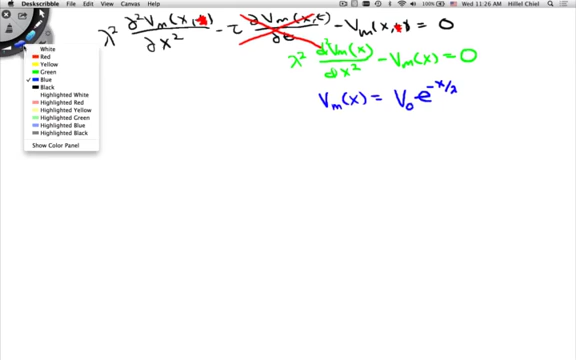 Deskscribble File Edit View Help 100% Wed 11:26 AM Hillel Chiel
λ² ∂²Vm(x,t)/∂x² - τ ∂Vm(x,t)/∂t - Vm(x,t) = 0
λ² d²Vm(x)/dx² - Vm(x) = 0
Vm(x) = V₀ e^-x/λ
White
Red
Yellow
Green
✓ Blue
Black
Highlighted White
Highlighted Red
Highlighted Yellow
Highlighted Green
Highlighted Blue
Highlighted Black
Show Color Panel